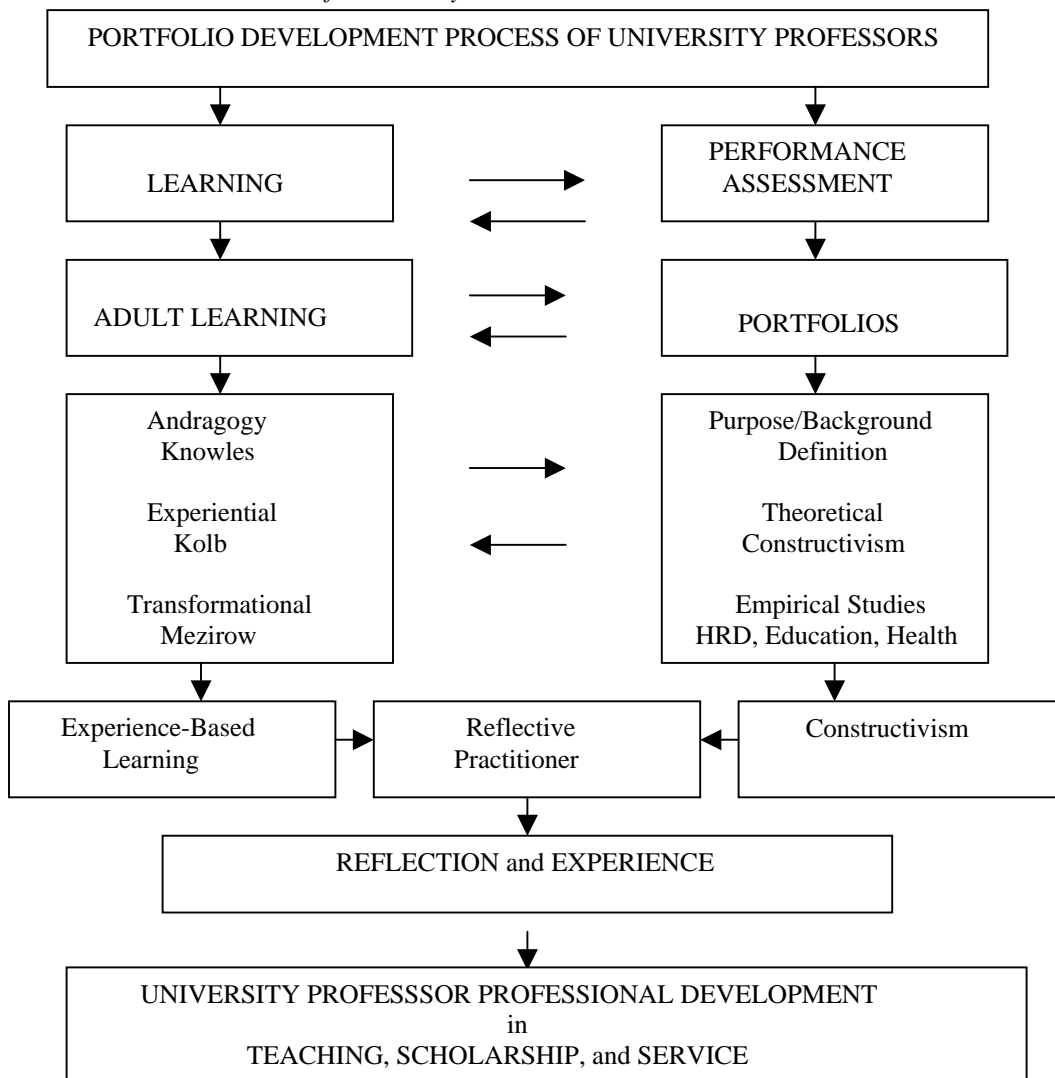 PORTFOLIO DEVELOPMENT PROCESS OF UNIVERSITY PROFESSORS
LEARNING
PERFORMANCE
ASSESSMENT
ADULT LEARNING
PORTFOLIOS
Andragogy
Knowles
Experiential
Kolb
Transformational
Mezirow
Purpose/Background
Definition
Theoretical
Constructivism
Empirical Studies
HRD, Education, Health
Experience-Based
Learning
Reflective
Practitioner
Constructivism
REFLECTION and EXPERIENCE
UNIVERSITY PROFESSSOR PROFESSIONAL DEVELOPMENT
in
TEACHING, SCHOLARSHIP, and SERVICE